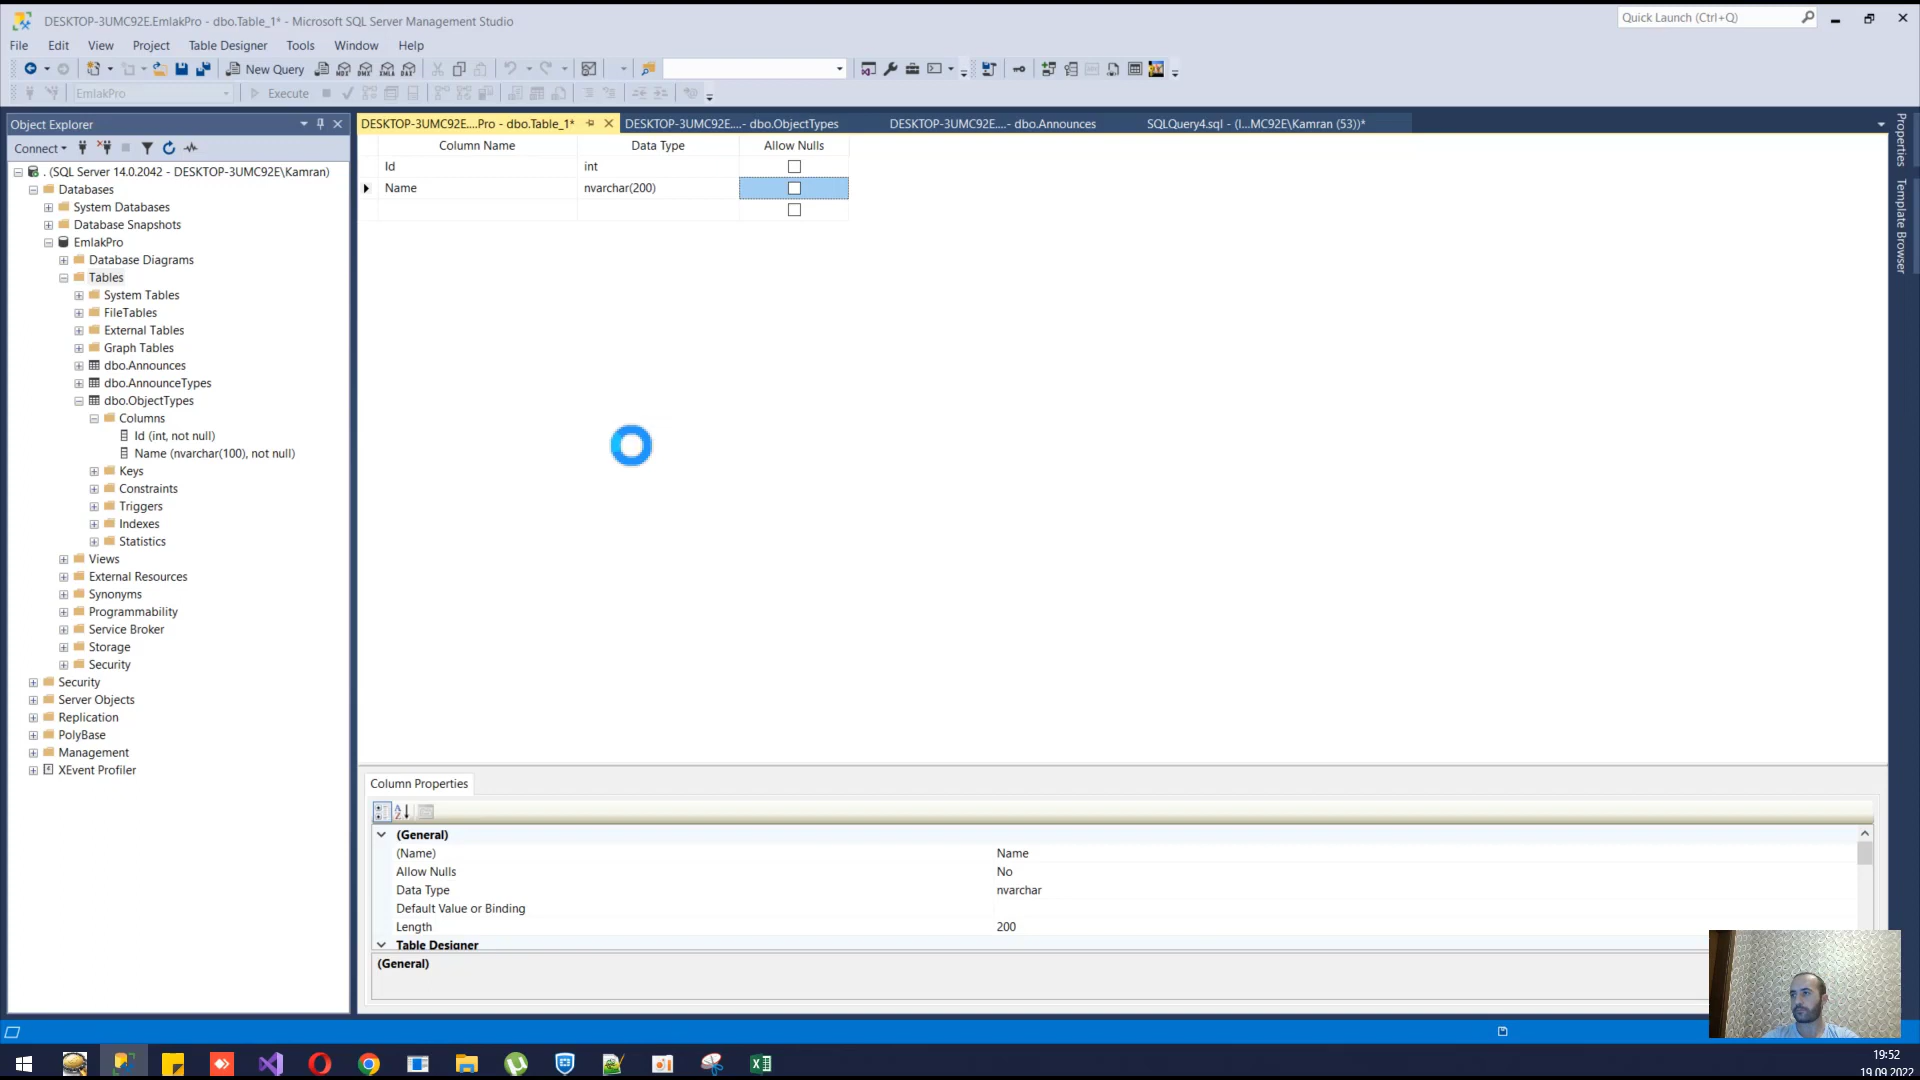 DESKTOP-3UMC92E.EmlakPro - dbo.Table_1* - Microsoft SQL Server Management Studio
Quick Launch (Ctrl+Q)
File Edit View Project Table Designer Tools Window Help
New Query
EmlakPro Execute
Object Explorer
DESKTOP-3UMC92E....Pro - dbo.Table_1* DESKTOP-3UMC92E....- dbo.ObjectTypes DESKTOP-3UMC92E....- dbo.Announces SQLQuery4.sql - (l...MC92E\Kamran (53))*
Connect
. (SQL Server 14.0.2042 - DESKTOP-3UMC92E\Kamran)
Databases
System Databases
Database Snapshots
EmlakPro
Database Diagrams
Tables
System Tables
FileTables
External Tables
Graph Tables
dbo.Announces
dbo.AnnounceTypes
dbo.ObjectTypes
Columns
Id (int, not null)
Name (nvarchar(100), not null)
Keys
Constraints
Triggers
Indexes
Statistics
Views
External Resources
Synonyms
Programmability
Service Broker
Storage
Security
Security
Server Objects
Replication
PolyBase
Management
XEvent Profiler
Column Name Data Type Allow Nulls
Id int
Name nvarchar(200)
Column Properties
(General)
(Name) Name
Allow Nulls No
Data Type nvarchar
Default Value or Binding
Length 200
Table Designer
(General)
Properties
Template Browser
19:52
19.09.2022